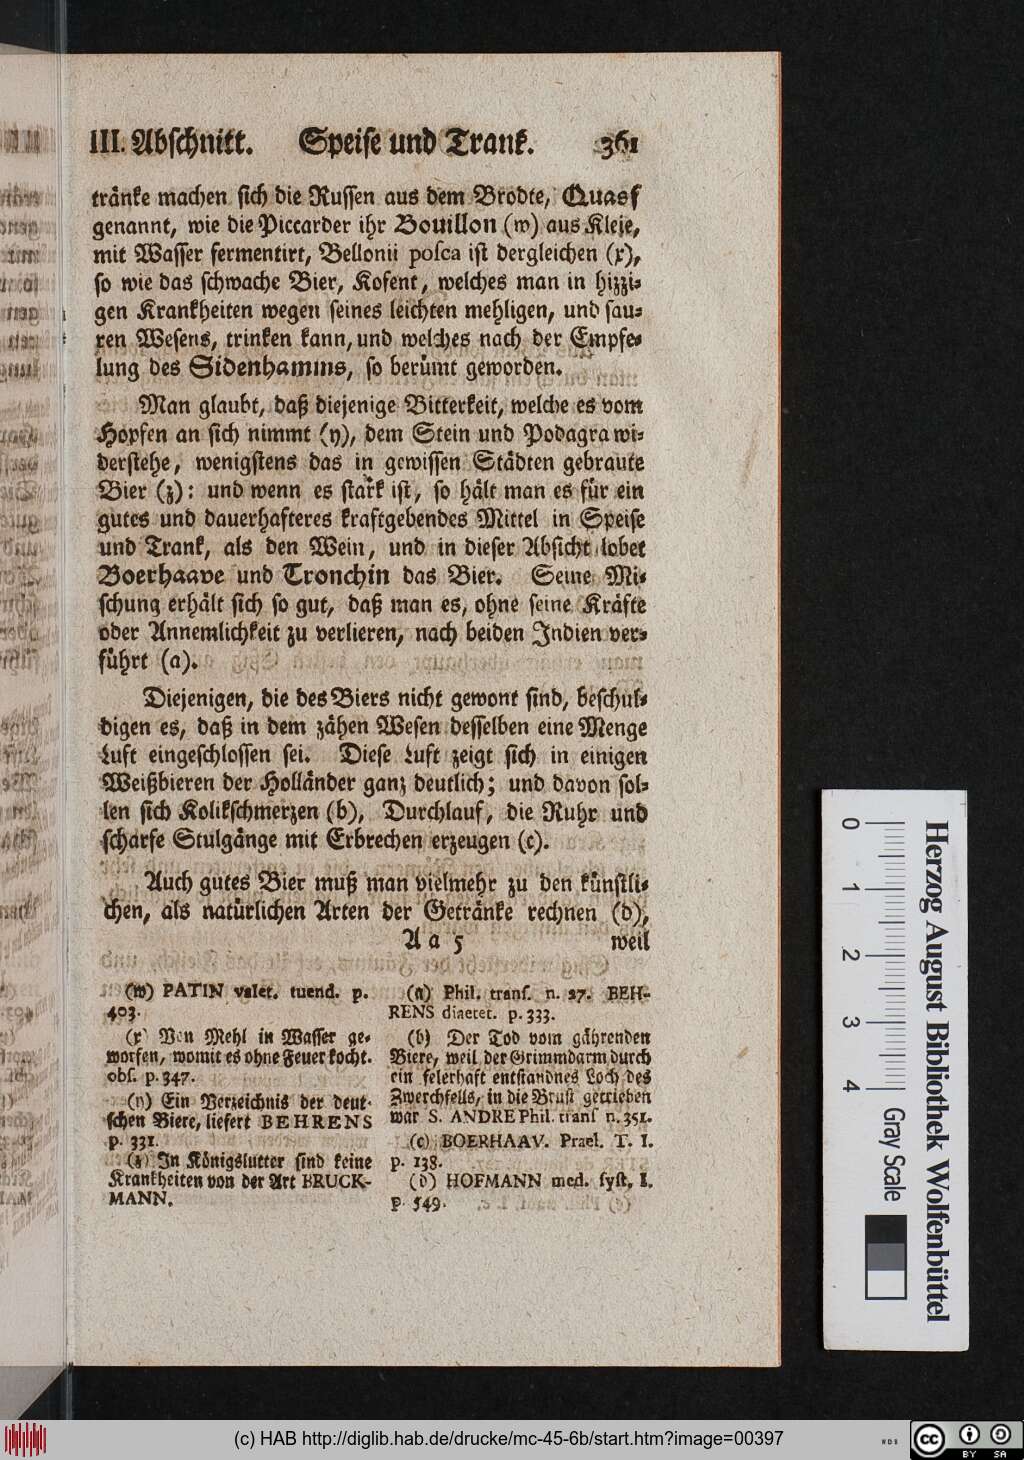 III. Abſchnitt. Speiſe und Trank. 361
tränke machen ſich die Ruſſen aus dem Brodte, Quasſ
genannt, wie die Piccarder ihr Bouillon (w) aus Kleje,
mit Waſſer fermentirt, Bellonii poſca iſt dergleichen (x),
ſo wie das ſchwache Bier, Kofent, welches man in hizzi-
gen Krankheiten wegen ſeines leichten mehligen, und ſau-
ren Weſens, trinken kann, und welches nach der Empfe-
lung des Sidenhamms, ſo berümt geworden.
Man glaubt, daß diejenige Bitterkeit, welche es vom
Hopfen an ſich nimmt (y), dem Stein und Podagra wi-
derſtehe, wenigſtens das in gewiſſen Städten gebraute
Bier (z): und wenn es ſtark iſt, ſo hält man es für ein
gutes und dauerhafteres kraftgebendes Mittel in Speiſe
und Trank, als den Wein, und in dieſer Abſicht lobet
Boerhaave und Tronchin das Bier. Seine Mi-
ſchung erhält ſich ſo gut, daß man es, ohne ſeine Kräfte
oder Annemlichkeit zu verlieren, nach beiden Indien ver-
führt (a).
Diejenigen, die des Biers nicht gewont ſind, beſchul-
digen es, daß in dem zähen Weſen deſſelben eine Menge
Luft eingeſchloſſen ſei. Dieſe Luft zeigt ſich in einigen
Weißbieren der Holländer ganz deutlich; und davon ſol-
len ſich Kolikſchmerzen (b), Durchlauf, die Ruhr und
ſcharfe Stulgänge mit Erbrechen erzeugen (c).
Auch gutes Bier muß man vielmehr zu den künſtli-
chen, als natürlichen Arten der Getränke rechnen (d),
A a 5 weil
(w) PATIN valet. tuend. p.
403.
(x) Von Mehl in Waſſer ge-
worfen, womit es ohne Feuer kocht.
obſ. p. 347.
(y) Ein Verzeichnis der deut-
ſchen Biere, liefert BEHRENS
p. 331.
(z) In Königslutter ſind keine
Krankheiten von der Art BRUCK-
MANN.
(a) Phil. tranſ. n. 27. BEH-
RENS diaetet. p. 333.
(b) Der Tod vom gährenden
Biere, weil der Grimmdarm durch
ein felerhaft entſtandnes Loch des
Zwerchfells, in die Bruſt getrieben
war S. ANDRE Phil. tranſ n. 351.
(c) BOERHAAV. Prael. T. I.
p. 138.
(d) HOFMANN med. ſyſt. I.
p. 549.
0 1 2 3 4
Gray Scale
Herzog August Bibliothek Wolfenbüttel
(c) HAB http://diglib.hab.de/drucke/mc-45-6b/start.htm?image=00397
cc BY SA